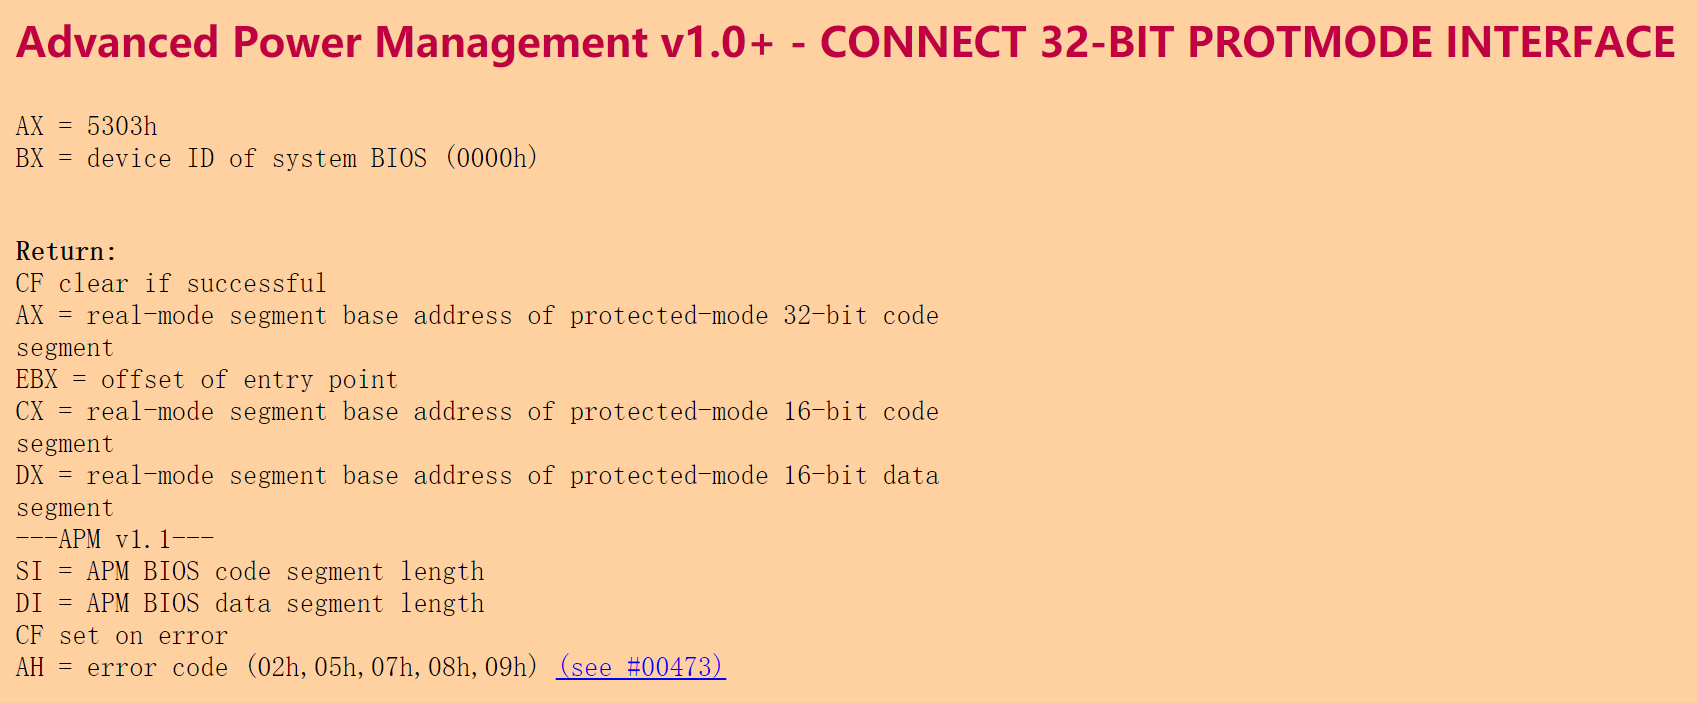 Advanced Power Management v1.0+ - CONNECT 32-BIT PROTMODE INTERFACE
AX = 5303h
BX = device ID of system BIOS (0000h)
Return:
CF clear if successful
AX = real-mode segment base address of protected-mode 32-bit code
segment
EBX = offset of entry point
CX = real-mode segment base address of protected-mode 16-bit code
segment
DX = real-mode segment base address of protected-mode 16-bit data
segment
---APM v1.1---
SI = APM BIOS code segment length
DI = APM BIOS data segment length
CF set on error
AH = error code (02h,05h,07h,08h,09h) (see #00473)